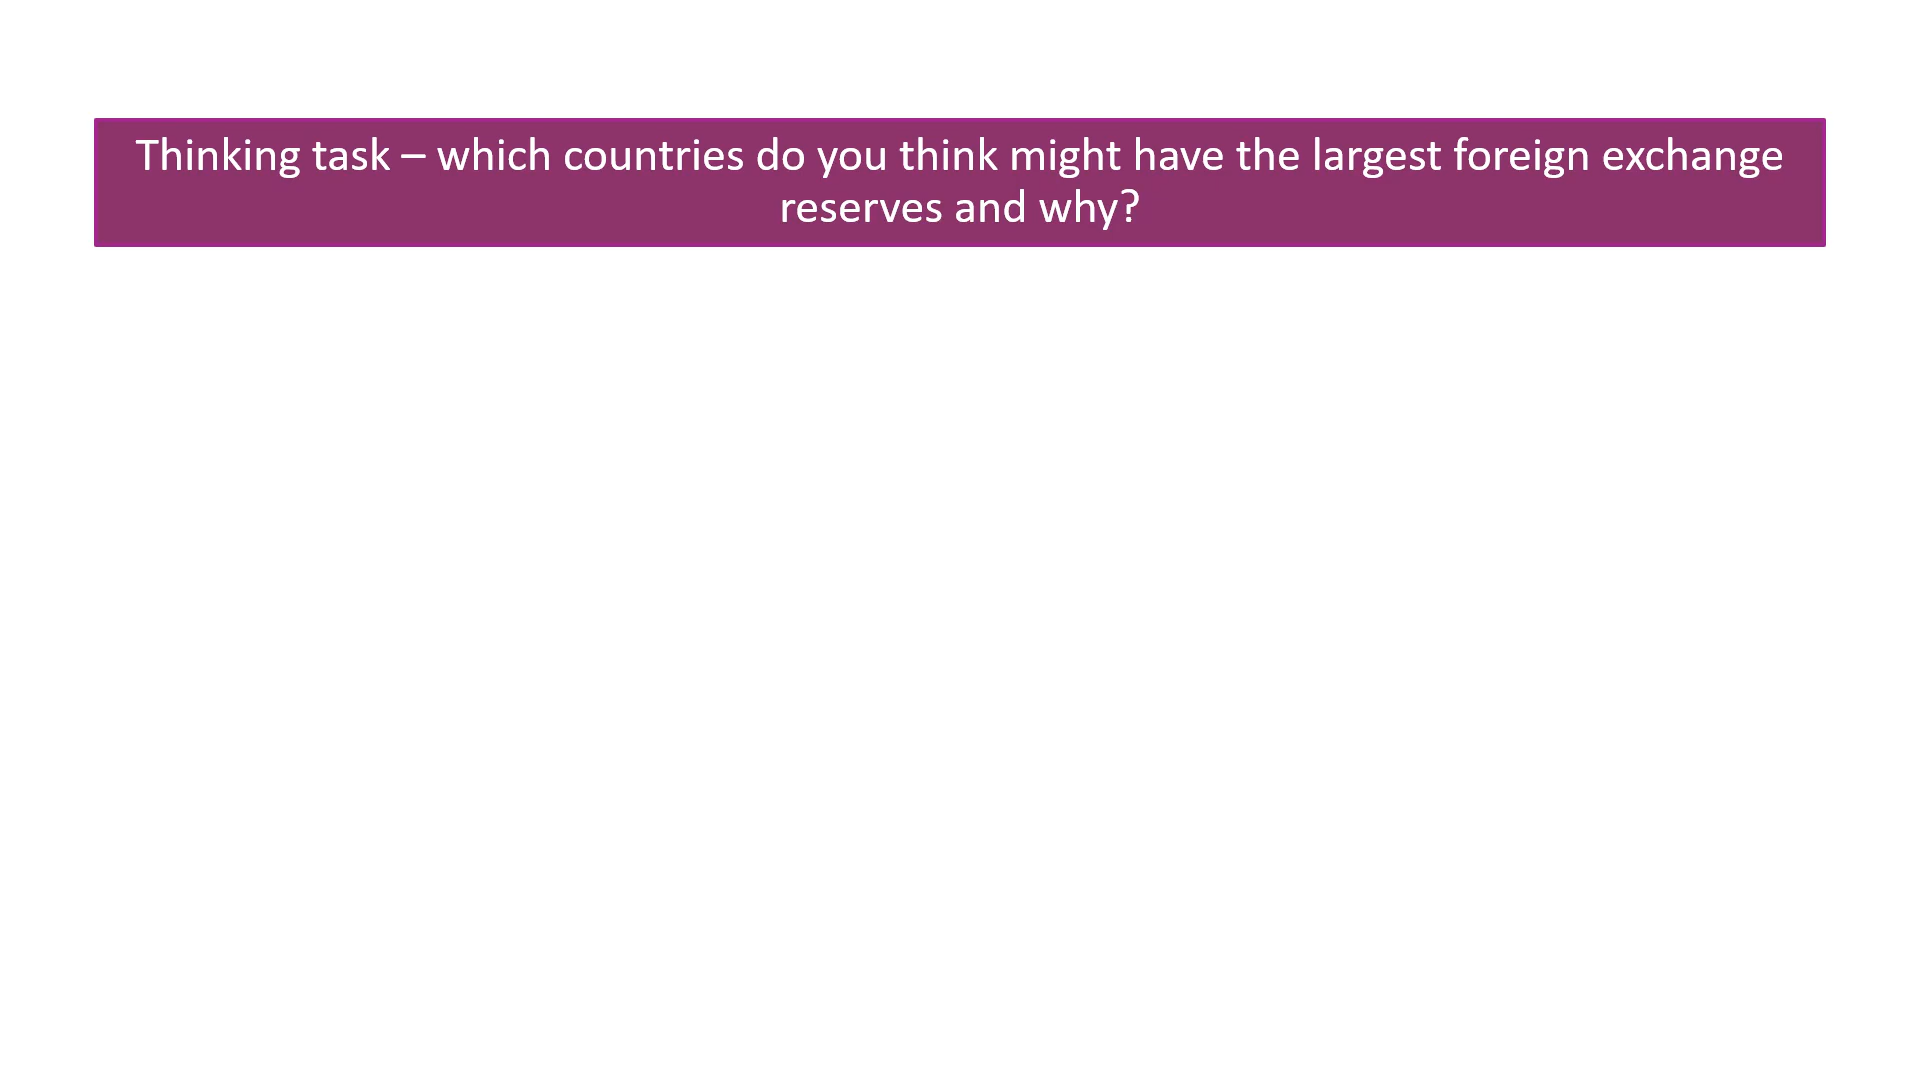 Thinking task – which countries do you think might have the largest foreign exchange
reserves and why?